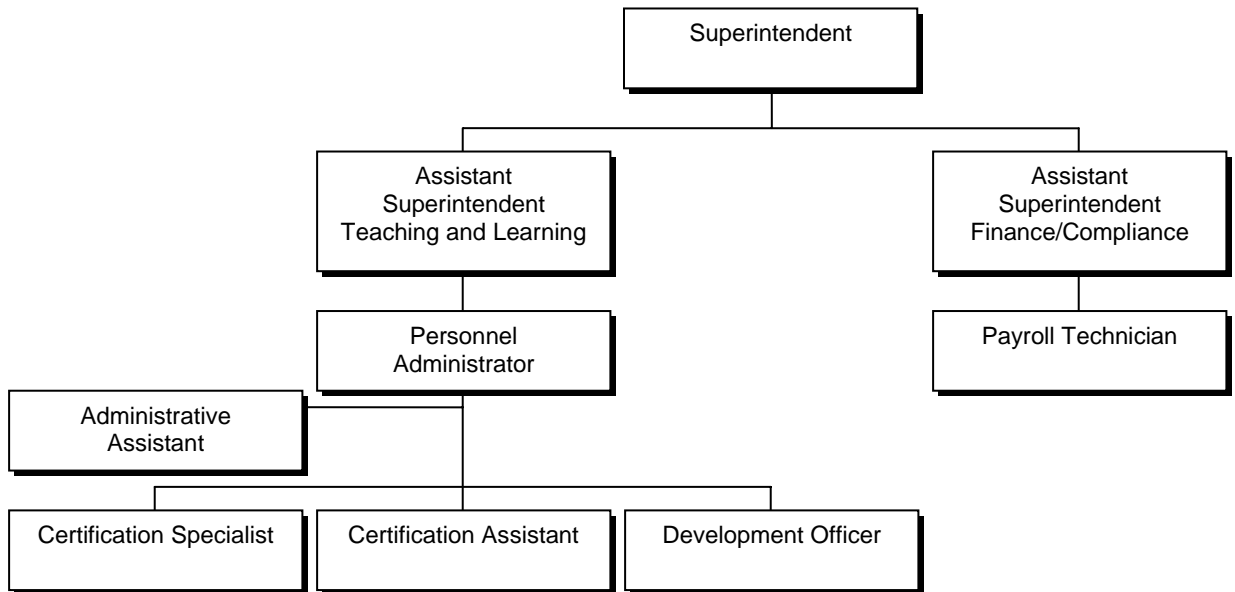 Superintendent
Assistant
Superintendent
Teaching and Learning
Assistant
Superintendent
Finance/Compliance
Personnel
Administrator
Payroll Technician
Administrative
Assistant
Certification Specialist
Certification Assistant
Development Officer